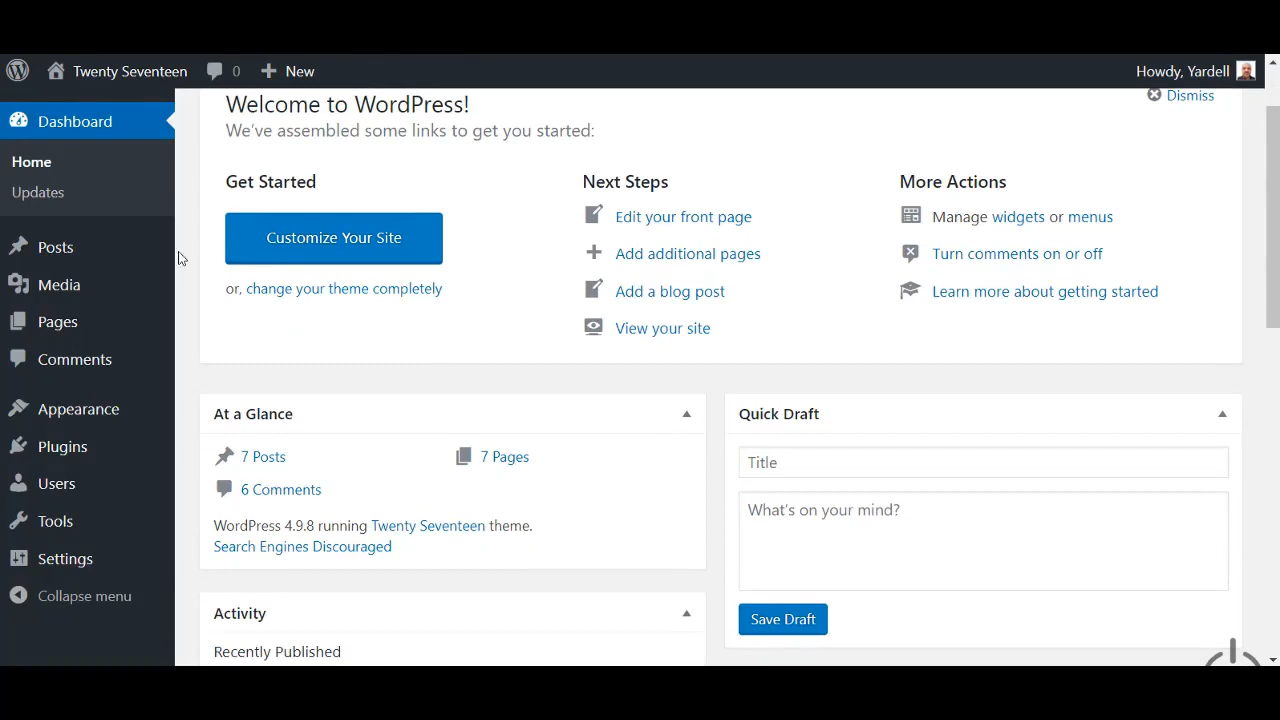 Twenty Seventeen 0 New Howdy, Yardell
Dashboard
Home
Updates
Posts
Media
Pages
Comments
Appearance
Plugins
Users
Tools
Settings
Collapse menu
Welcome to WordPress!
Dismiss
We've assembled some links to get you started:
Get Started
Customize Your Site
or, change your theme completely
Next Steps
Edit your front page
Add additional pages
Add a blog post
View your site
More Actions
Manage widgets or menus
Turn comments on or off
Learn more about getting started
At a Glance
7 Posts
7 Pages
6 Comments
WordPress 4.9.8 running Twenty Seventeen theme.
Search Engines Discouraged
Activity
Recently Published
Quick Draft
Title
What's on your mind?
Save Draft